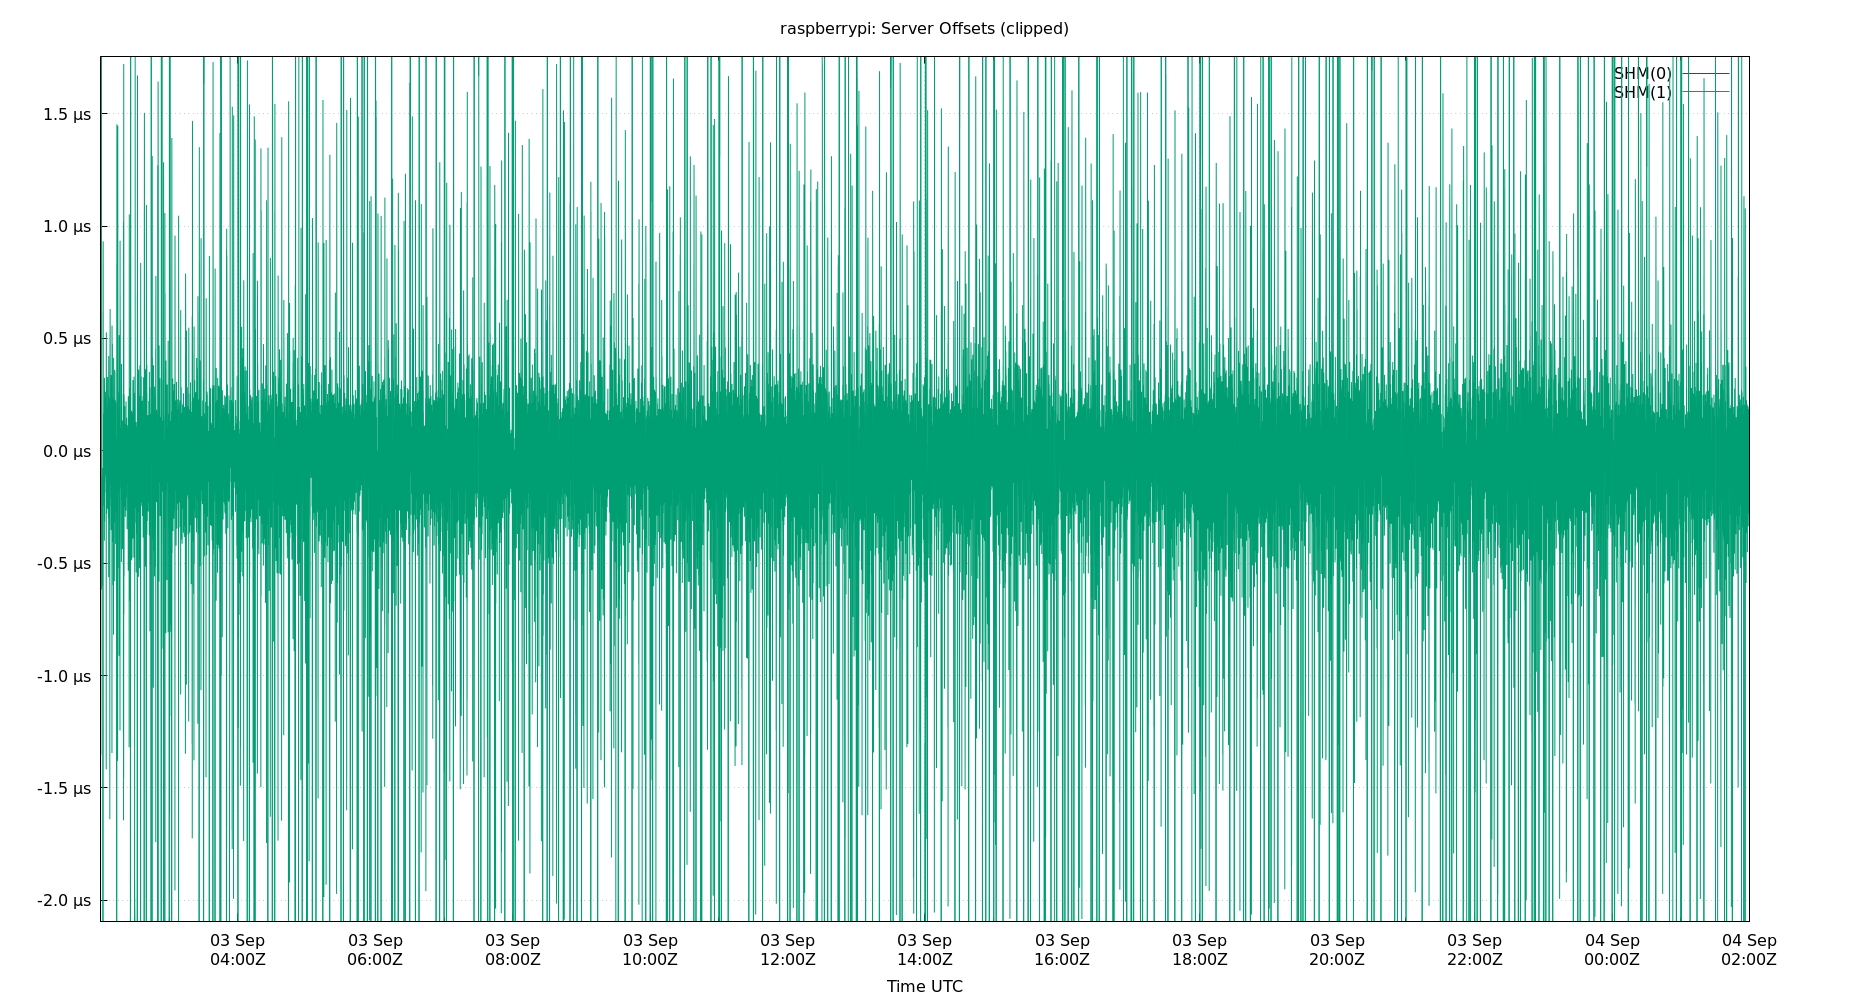 raspberrypi: Server Offsets (clipped)
SHM(0)
SHM(1)
1.5 µs
1.0 µs
0.5 µs
0.0 µs
-0.5 µs
-1.0 µs
-1.5 µs
-2.0 µs
03 Sep 03 Sep 03 Sep 03 Sep 03 Sep 03 Sep 03 Sep 03 Sep 03 Sep 03 Sep 04 Sep 04 Sep
04:00Z 06:00Z 08:00Z 10:00Z 12:00Z 14:00Z 16:00Z 18:00Z 20:00Z 22:00Z 00:00Z 02:00Z
Time UTC